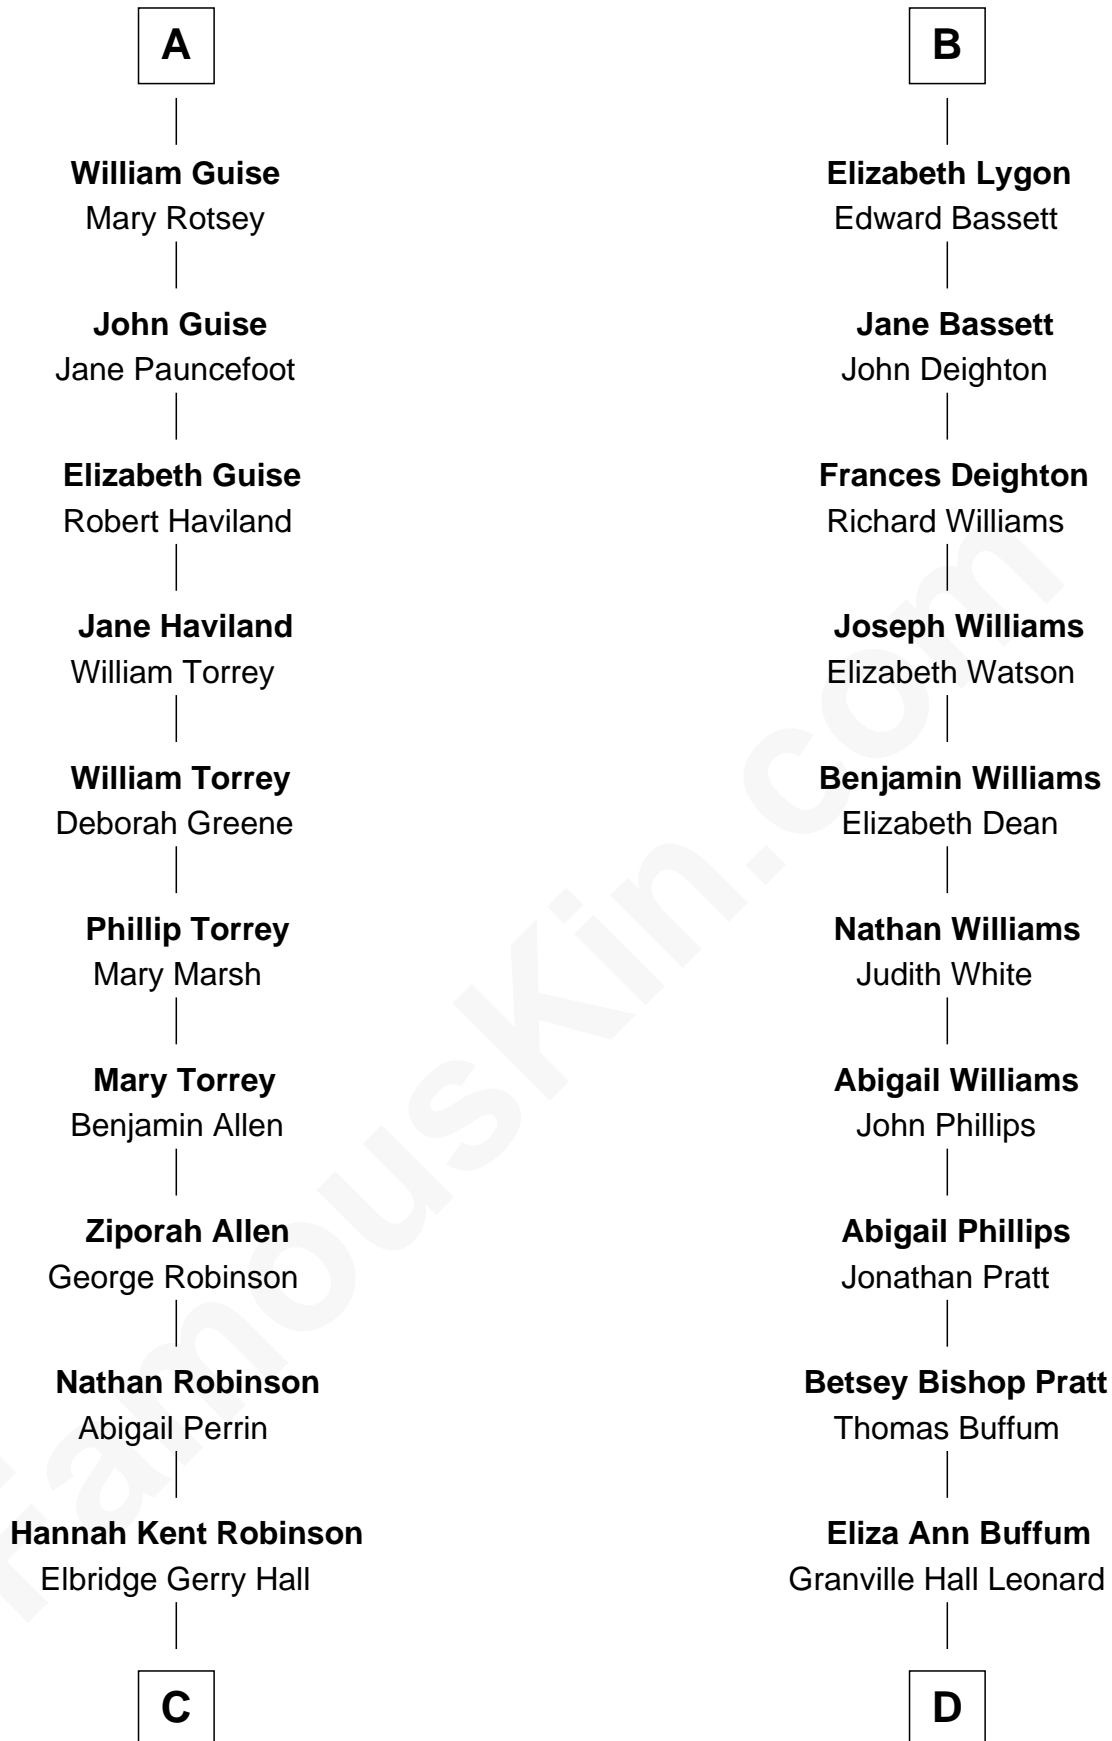 A
William Guise
Mary Rotsey
John Guise
Jane Pauncefoot
Elizabeth Guise
Robert Haviland
Jane Haviland
William Torrey
William Torrey
Deborah Greene
Phillip Torrey
Mary Marsh
Mary Torrey
Benjamin Allen
Ziporah Allen
George Robinson
Nathan Robinson
Abigail Perrin
Hannah Kent Robinson
Elbridge Gerry Hall
C
B
Elizabeth Lygon
Edward Bassett
Jane Bassett
John Deighton
Frances Deighton
Richard Williams
Joseph Williams
Elizabeth Watson
Benjamin Williams
Elizabeth Dean
Nathan Williams
Judith White
Abigail Williams
John Phillips
Abigail Phillips
Jonathan Pratt
Betsey Bishop Pratt
Thomas Buffum
Eliza Ann Buffum
Granville Hall Leonard
D
FamousKin.com